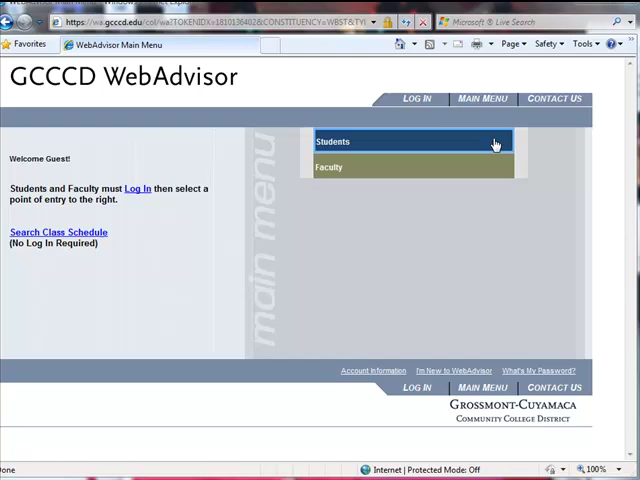 https://wa.gcccd.edu/col/wa?TOKENIDX=1810136402&CONSTITUENCY=WBST&TYI
Microsoft ® Live Search
Favorites
WebAdvisor Main Menu
Page
Safety
Tools
GCCCD WebAdvisor
LOG IN
MAIN MENU
CONTACT US
Students
Faculty
main menu
Welcome Guest!
Students and Faculty must Log In then select a
point of entry to the right.
Search Class Schedule
(No Log In Required)
Account Information
I'm New to WebAdvisor
What's My Password?
LOG IN
MAIN MENU
CONTACT US
GROSSMONT-CUYAMACA
COMMUNITY COLLEGE DISTRICT
Done
Internet | Protected Mode: Off
100%